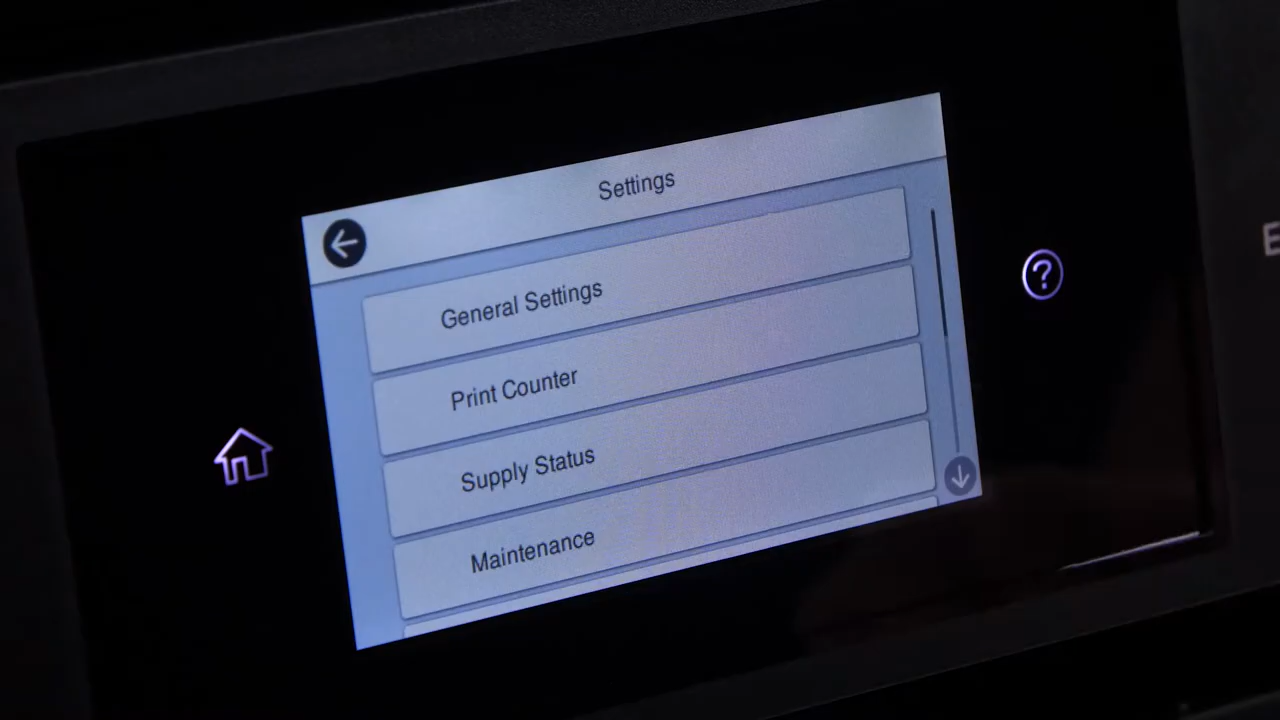 Settings
General Settings
Print Counter
Supply Status
Maintenance